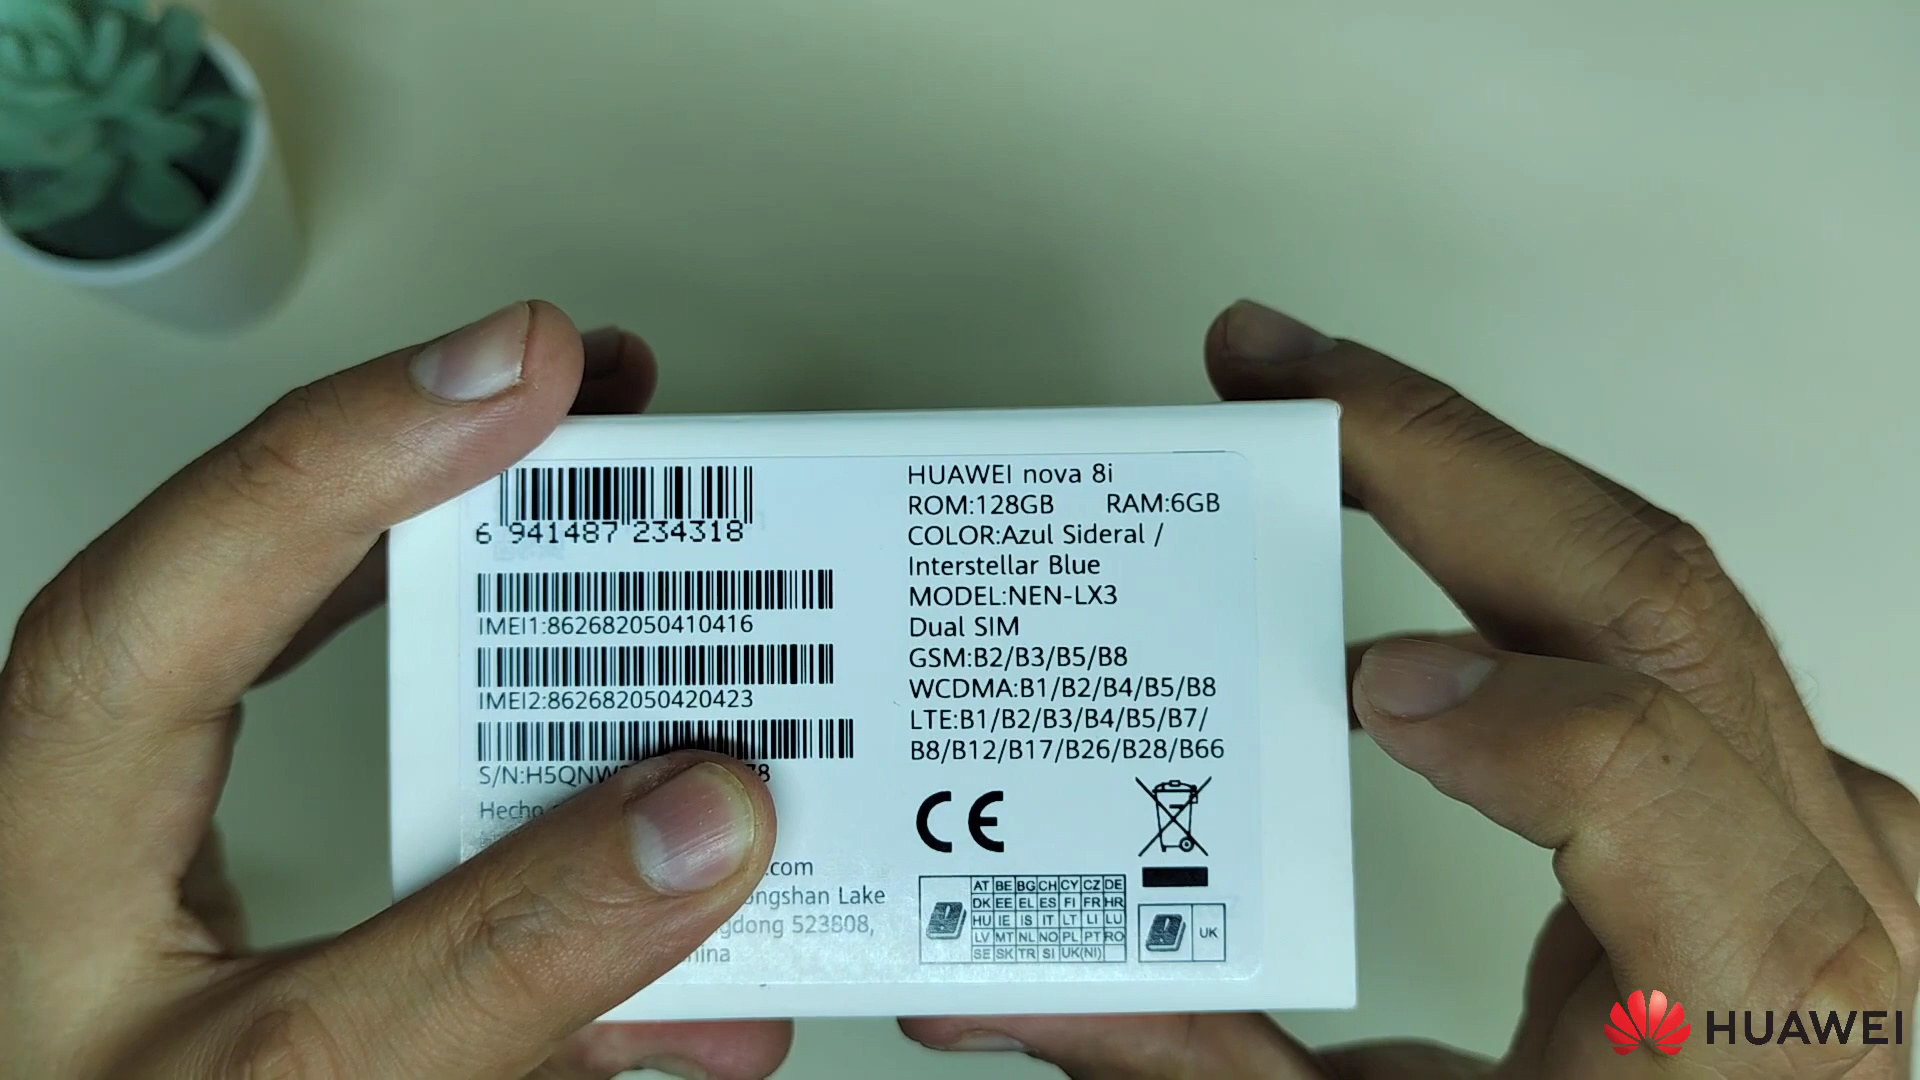 6 941487 234318
IMEI1:862682050410416
IMEI2:862682050420423
S/N:H5QNW 78
Hecho
.com
Lake
523808,
HUAWEI nova 8i
ROM:128GB RAM:6GB
COLOR:Azul Sideral /
Interstellar Blue
MODEL:NEN-LX3
Dual SIM
GSM:B2/B3/B5/B8
WCDMA:B1/B2/B4/B5/B8
LTE:B1/B2/B3/B4/B5/B7/
B8/B12/B17/B26/B28/B66
CE
AT BE BG CH CY CZ DE
DK EE EL ES FI FR HR
HU IE IS IT LT LI LU
LV MT NL NO PL PT RO
SE SK TR SI UK(NI)
UK
HUAWEI